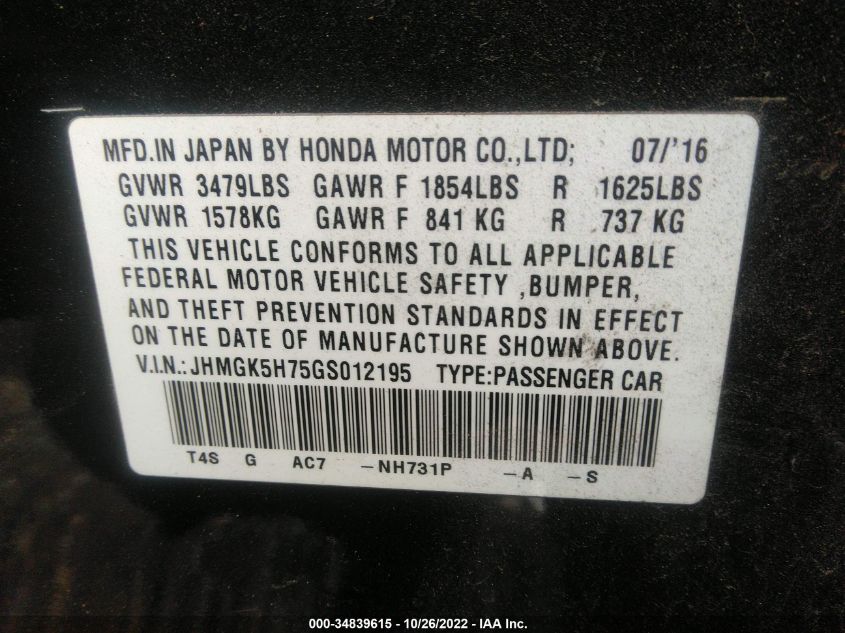 MFD.IN JAPAN BY HONDA MOTOR CO.,LTD; 07/'16
GVWR 3479LBS GAWR F 1854LBS R 1625LBS
GVWR 1578KG GAWR F 841 KG R 737 KG
THIS VEHICLE CONFORMS TO ALL APPLICABLE
FEDERAL MOTOR VEHICLE SAFETY ,BUMPER,
AND THEFT PREVENTION STANDARDS IN EFFECT
ON THE DATE OF MANUFACTURE SHOWN ABOVE.
V.I.N.:JHMGK5H75GS012195 TYPE:PASSENGER CAR
T4S G AC7 -NH731P -A -S
000-34839615 - 10/26/2022 - IAA Inc.